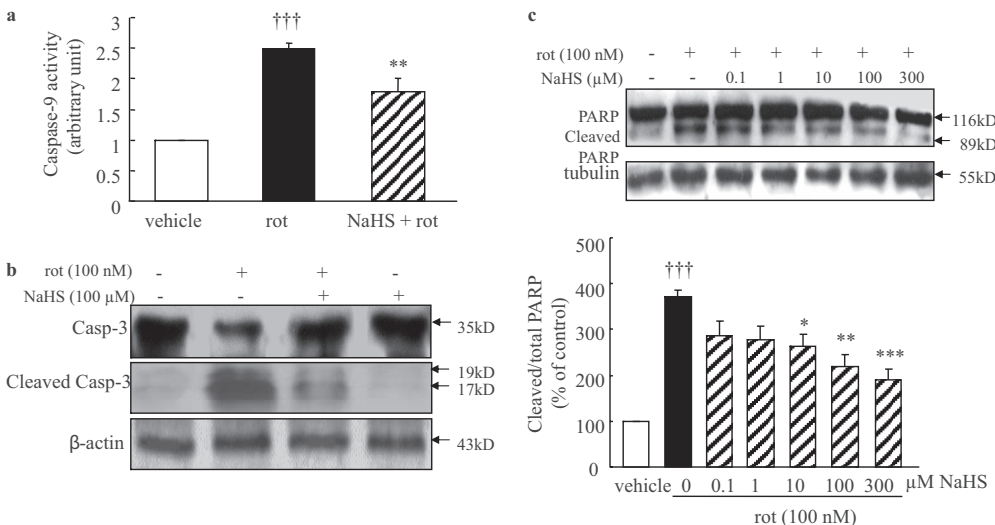 a
Caspase-9 activity
(arbitrary unit)
3
2.5
2
1.5
1
0.5
0
†††
**
vehicle rot NaHS + rot
b
rot (100 nM) - + + -
NaHS (100 µM) - - + +
Casp-3 35kD
Cleaved Casp-3 19kD
17kD
β-actin 43kD
c
rot (100 nM) - + + + + + +
NaHS (µM) - - 0.1 1 10 100 300
PARP 116kD
Cleaved 89kD
PARP
tubulin 55kD
Cleaved/total PARP
(% of control)
500
400
300
200
100
0
†††
*
**
***
vehicle 0 0.1 1 10 100 300 µM NaHS
rot (100 nM)